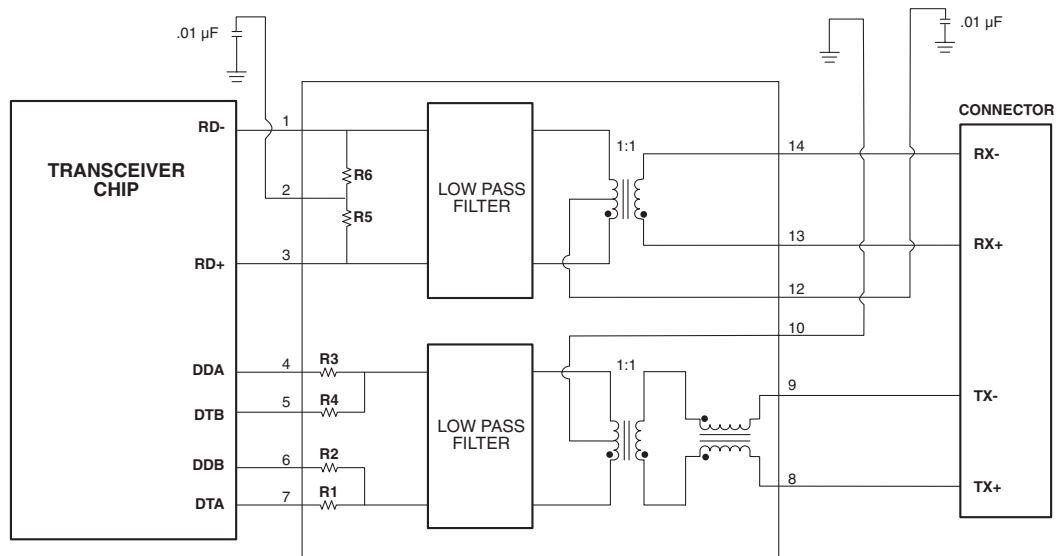 .01 µF
.01 µF
CONNECTOR
TRANSCEIVER
CHIP
RD-
1
2
RD+
3
R6
R5
LOW PASS
FILTER
1:1
14
RX-
13
RX+
12
10
DDA
4
R3
DTB
5
R4
DDB
6
R2
DTA
7
R1
LOW PASS
FILTER
1:1
9
TX-
8
TX+